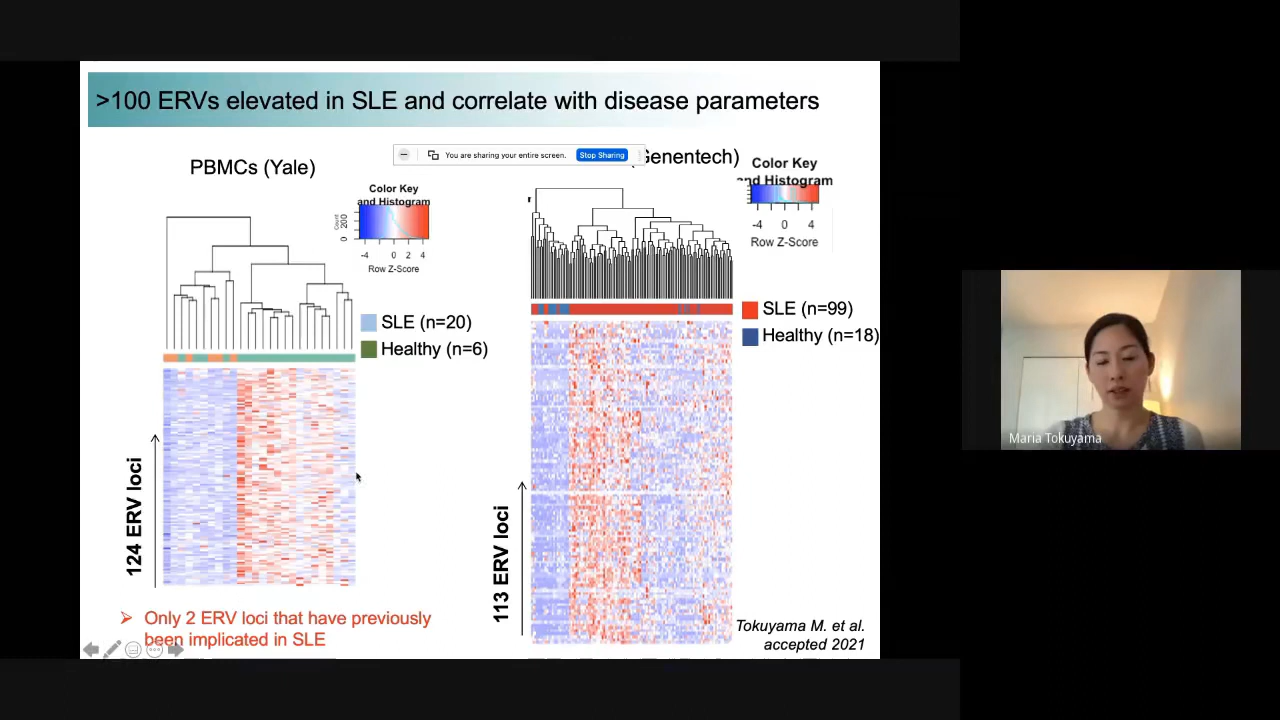 >100 ERVs elevated in SLE and correlate with disease parameters
PBMCs (Yale)
You are sharing your entire screen.
Stop Sharing
(Genentech)
Color Key
and Histogram
Count
0 200
-4 0 2 4
Row Z-Score
Color Key
and Histogram
-4 0 4
Row Z-Score
SLE (n=20)
Healthy (n=6)
SLE (n=99)
Healthy (n=18)
124 ERV loci
113 ERV loci
Only 2 ERV loci that have previously
been implicated in SLE
Tokuyama M. et al.
accepted 2021
Maria Tokuyama